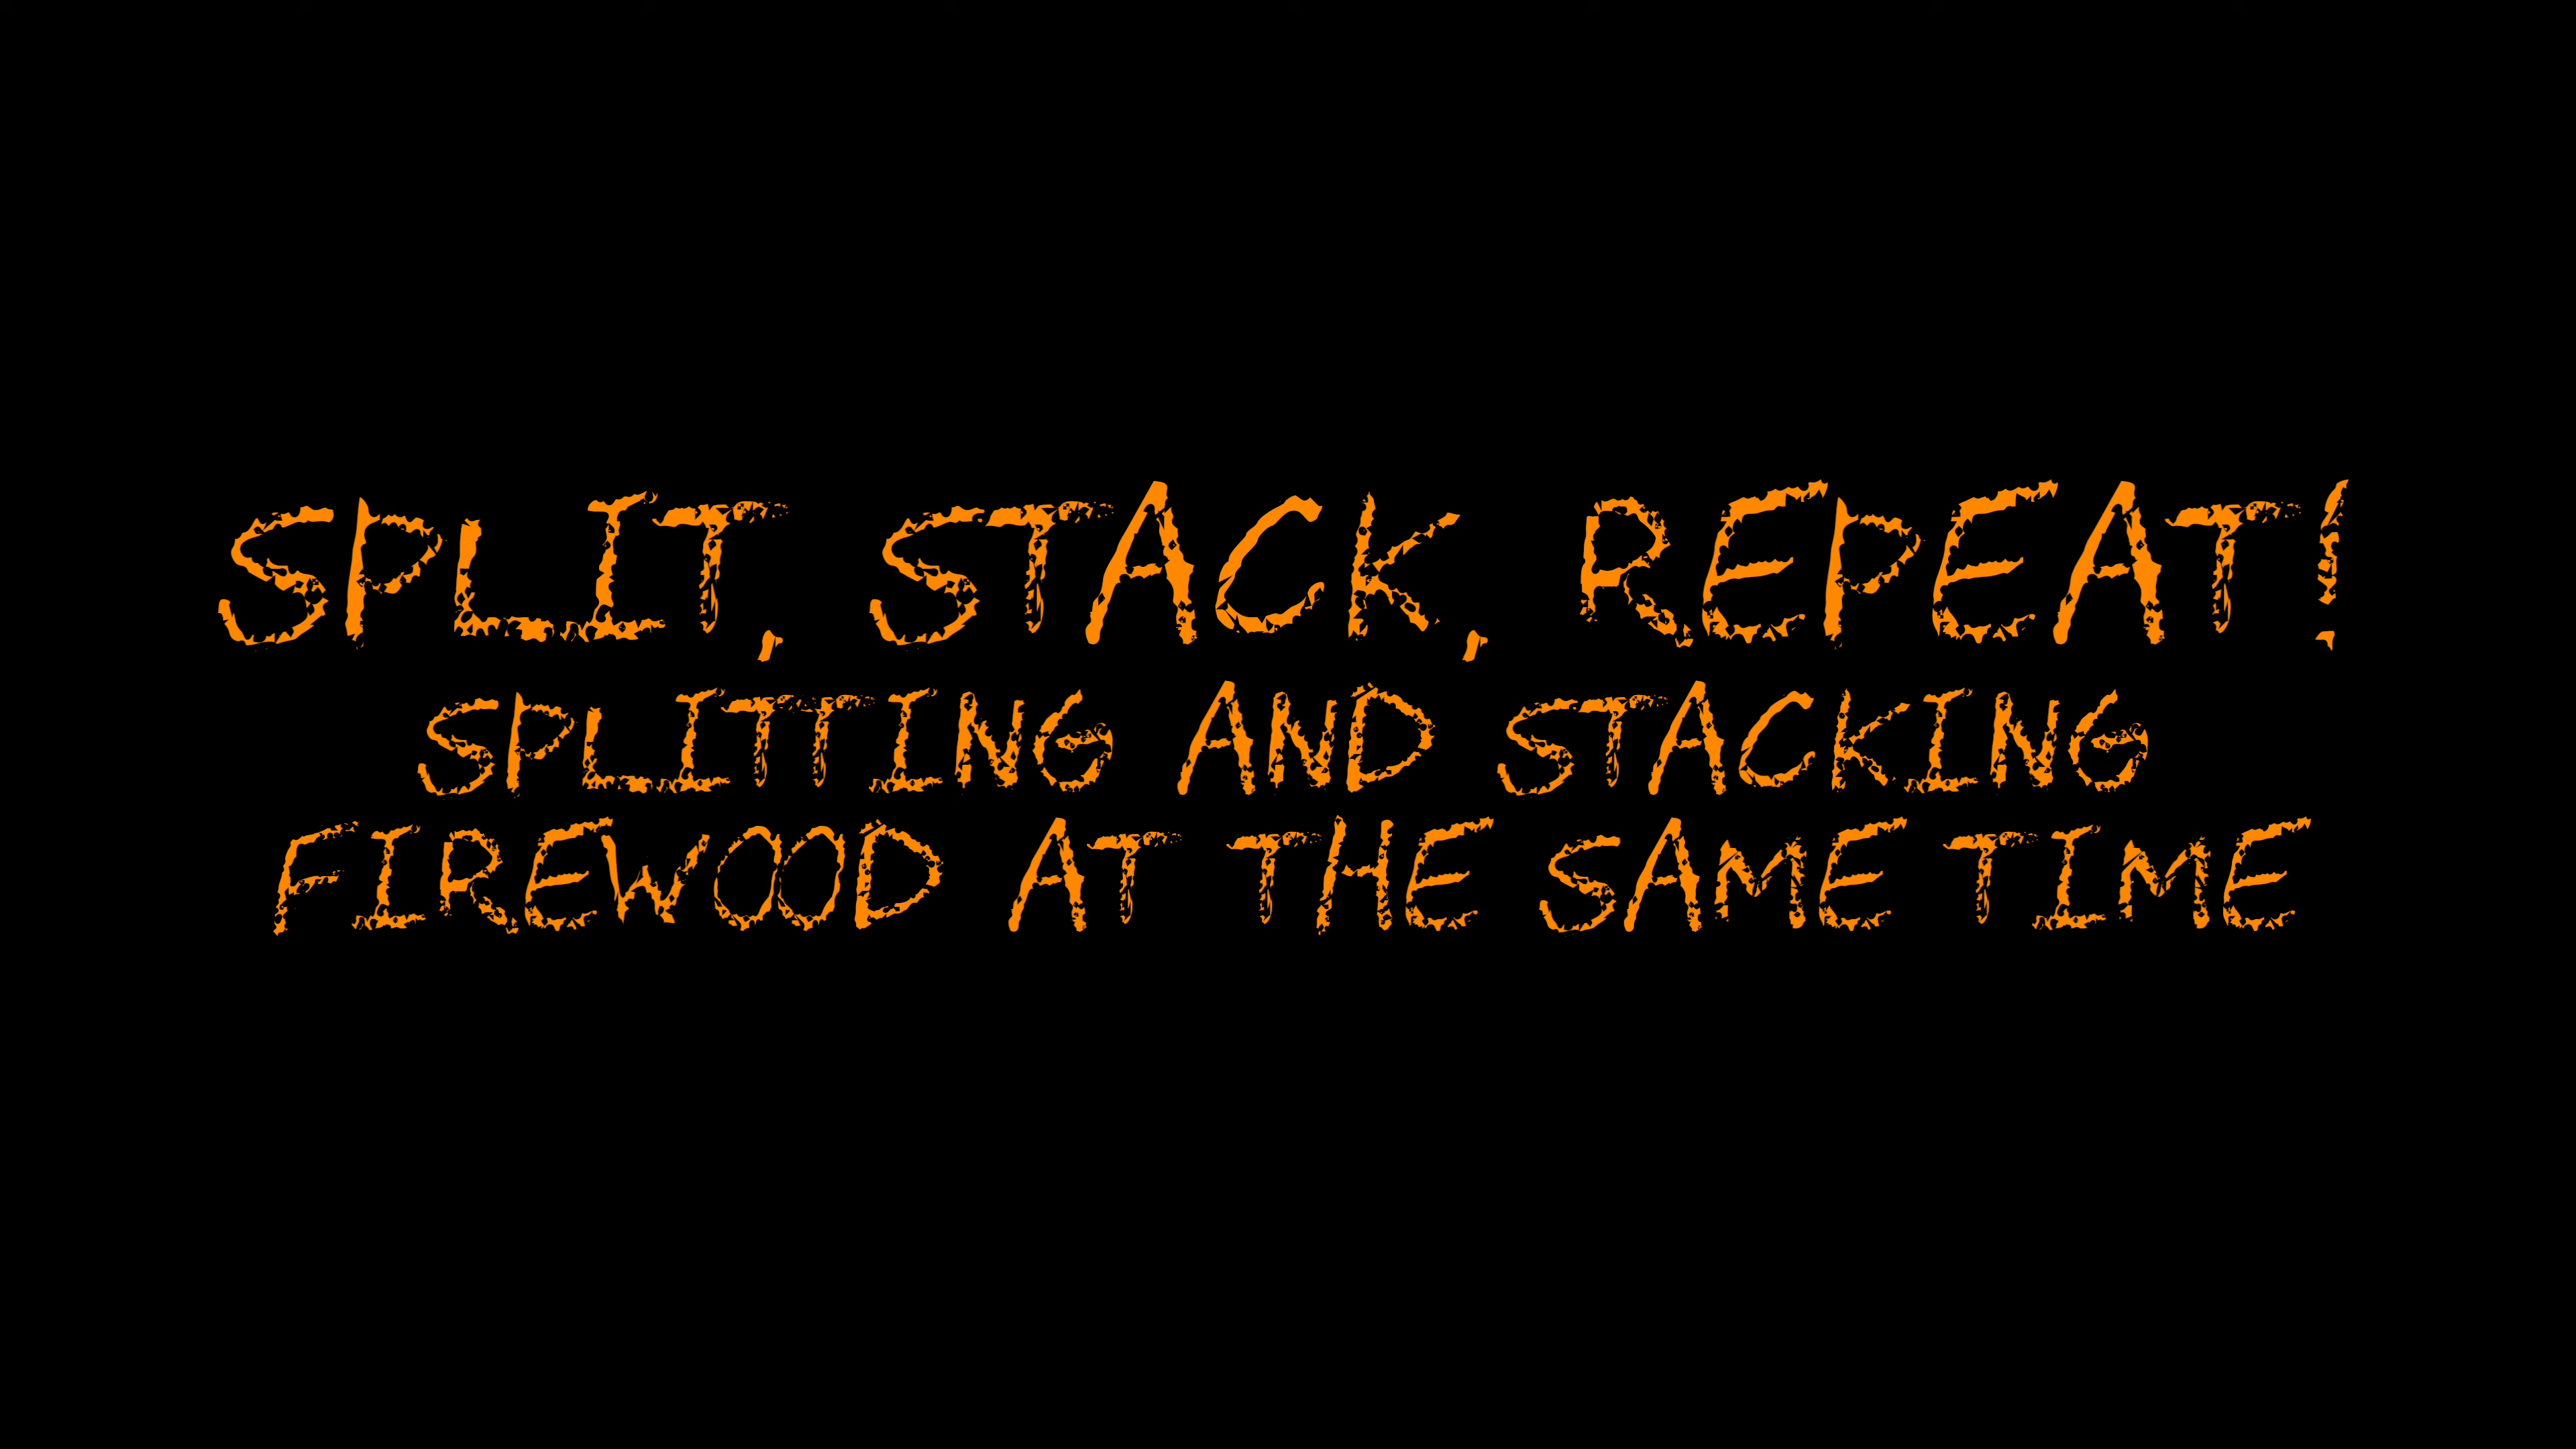 SPLIT, STACK, REPEAT!
SPLITTING AND STACKING
FIREWOOD AT THE SAME TIME